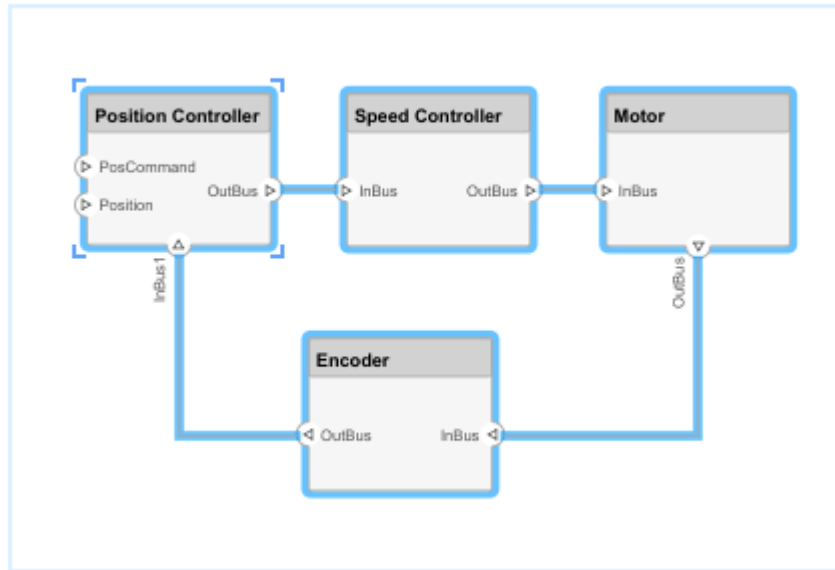 Position Controller
PosCommand
Position
OutBus
InBus1
Speed Controller
InBus
OutBus
Motor
InBus
OutBus
Encoder
OutBus
InBus